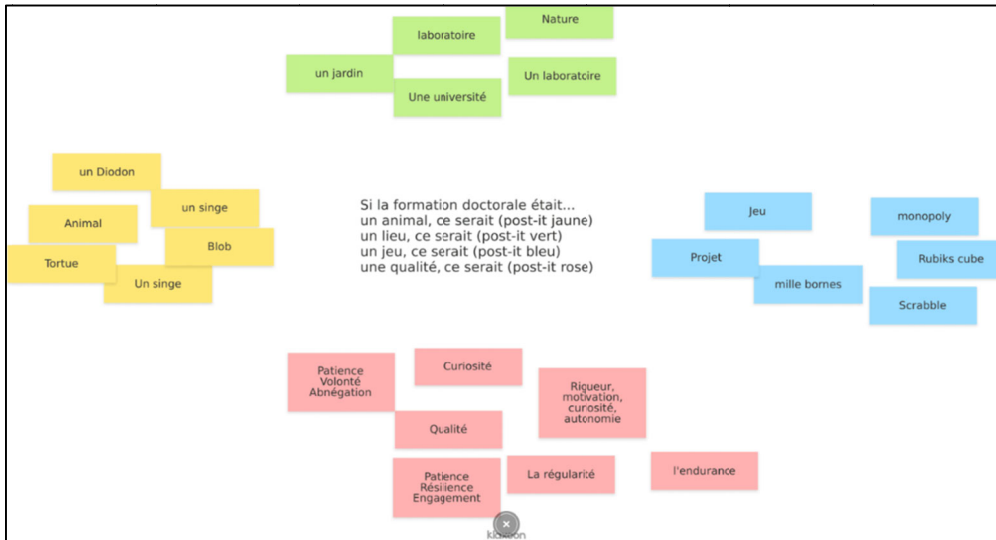 Nature
laboratoire
un jardin
Un laboratoire
Une université
un Diodon
un singe
Animal
Blob
Tortue
Un singe
Si la formation doctorale était...
un animal, ce serait (post-it jaune)
un lieu, ce serait (post-it vert)
un jeu, ce serait (post-it bleu)
une qualité, ce serait (post-it rose)
Jeu
monopoly
Projet
Rubiks cube
mille bornes
Scrabble
Patience
Volonté
Abnégation
Curiosité
Rigueur,
motivation,
curosité,
autonomie
Qualité
Patience
Résilience
Engagement
La régularité
l'endurance
klaxoon